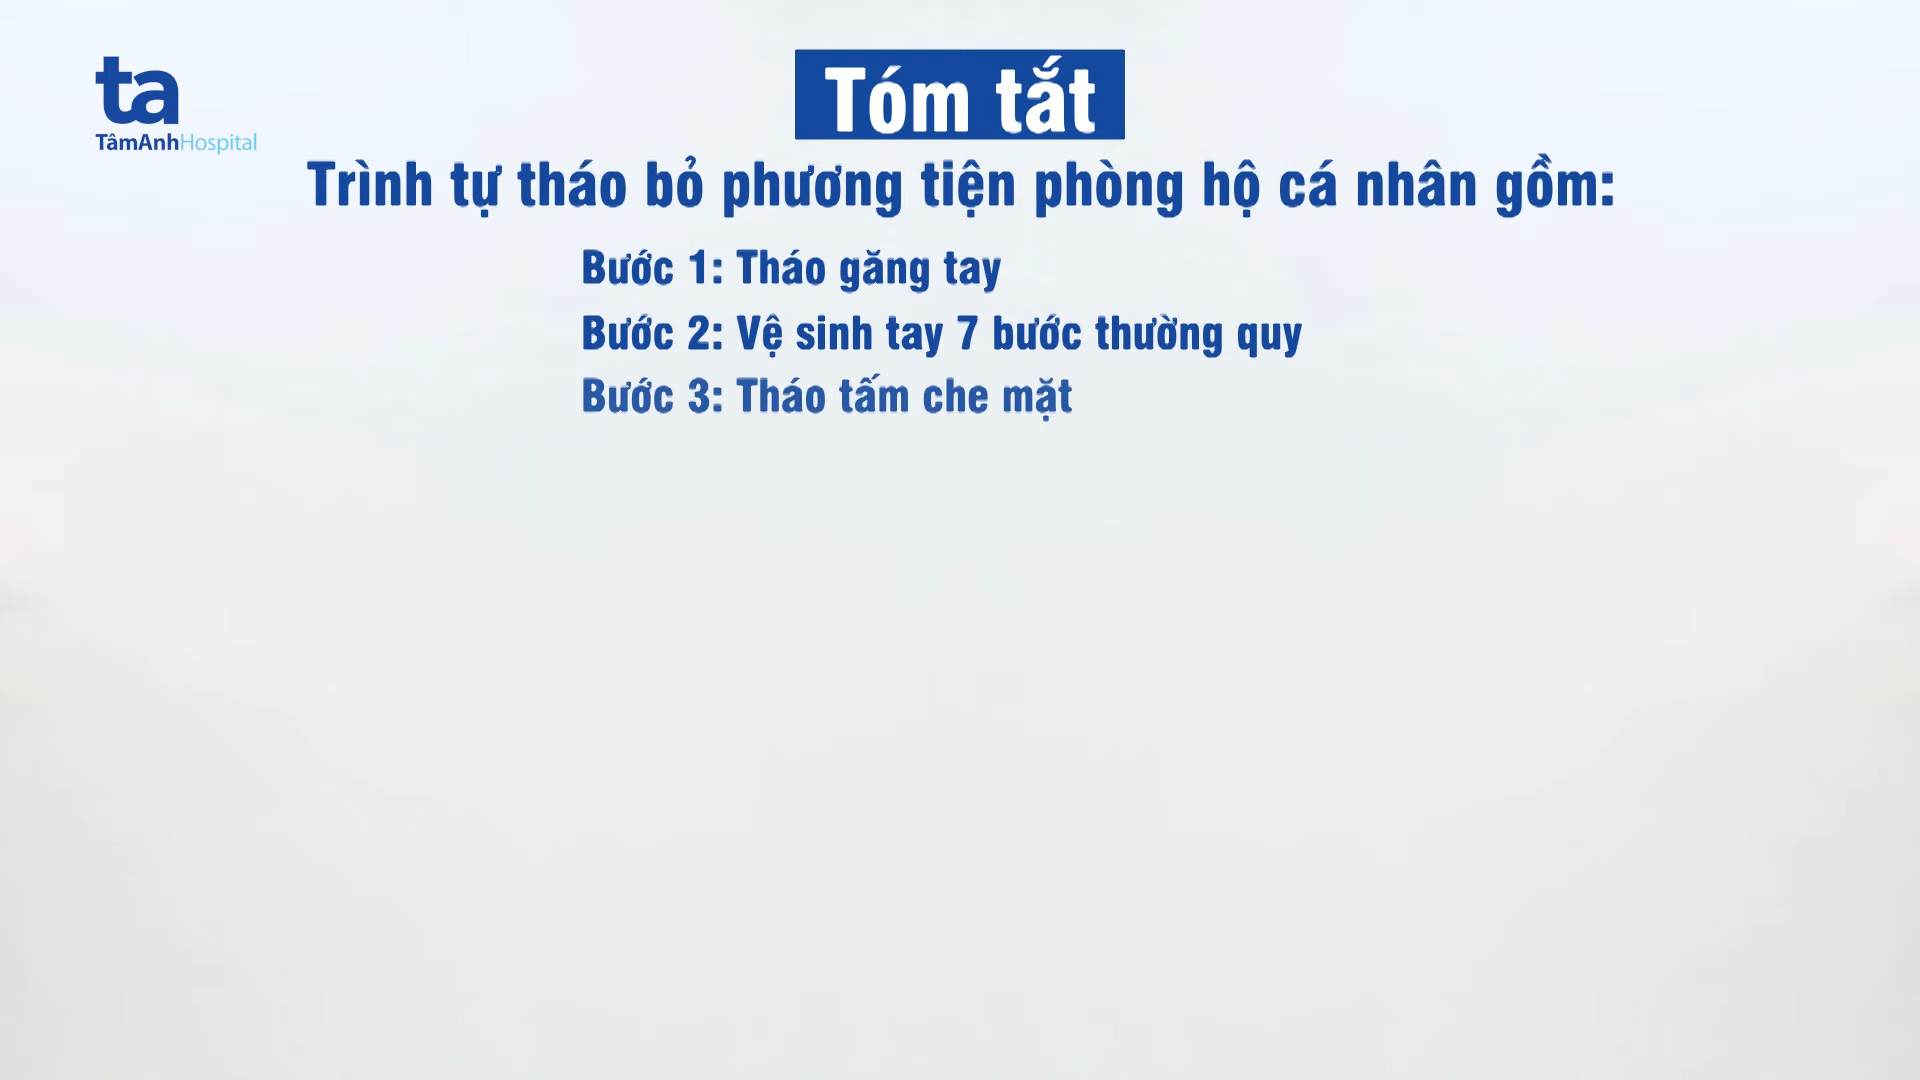 ta
TâmAnhHospital
Tóm tắt
Trình tự tháo bỏ phương tiện phòng hộ cá nhân gồm:
Bước 1: Tháo găng tay
Bước 2: Vệ sinh tay 7 bước thường quy
Bước 3: Tháo tấm che mặt